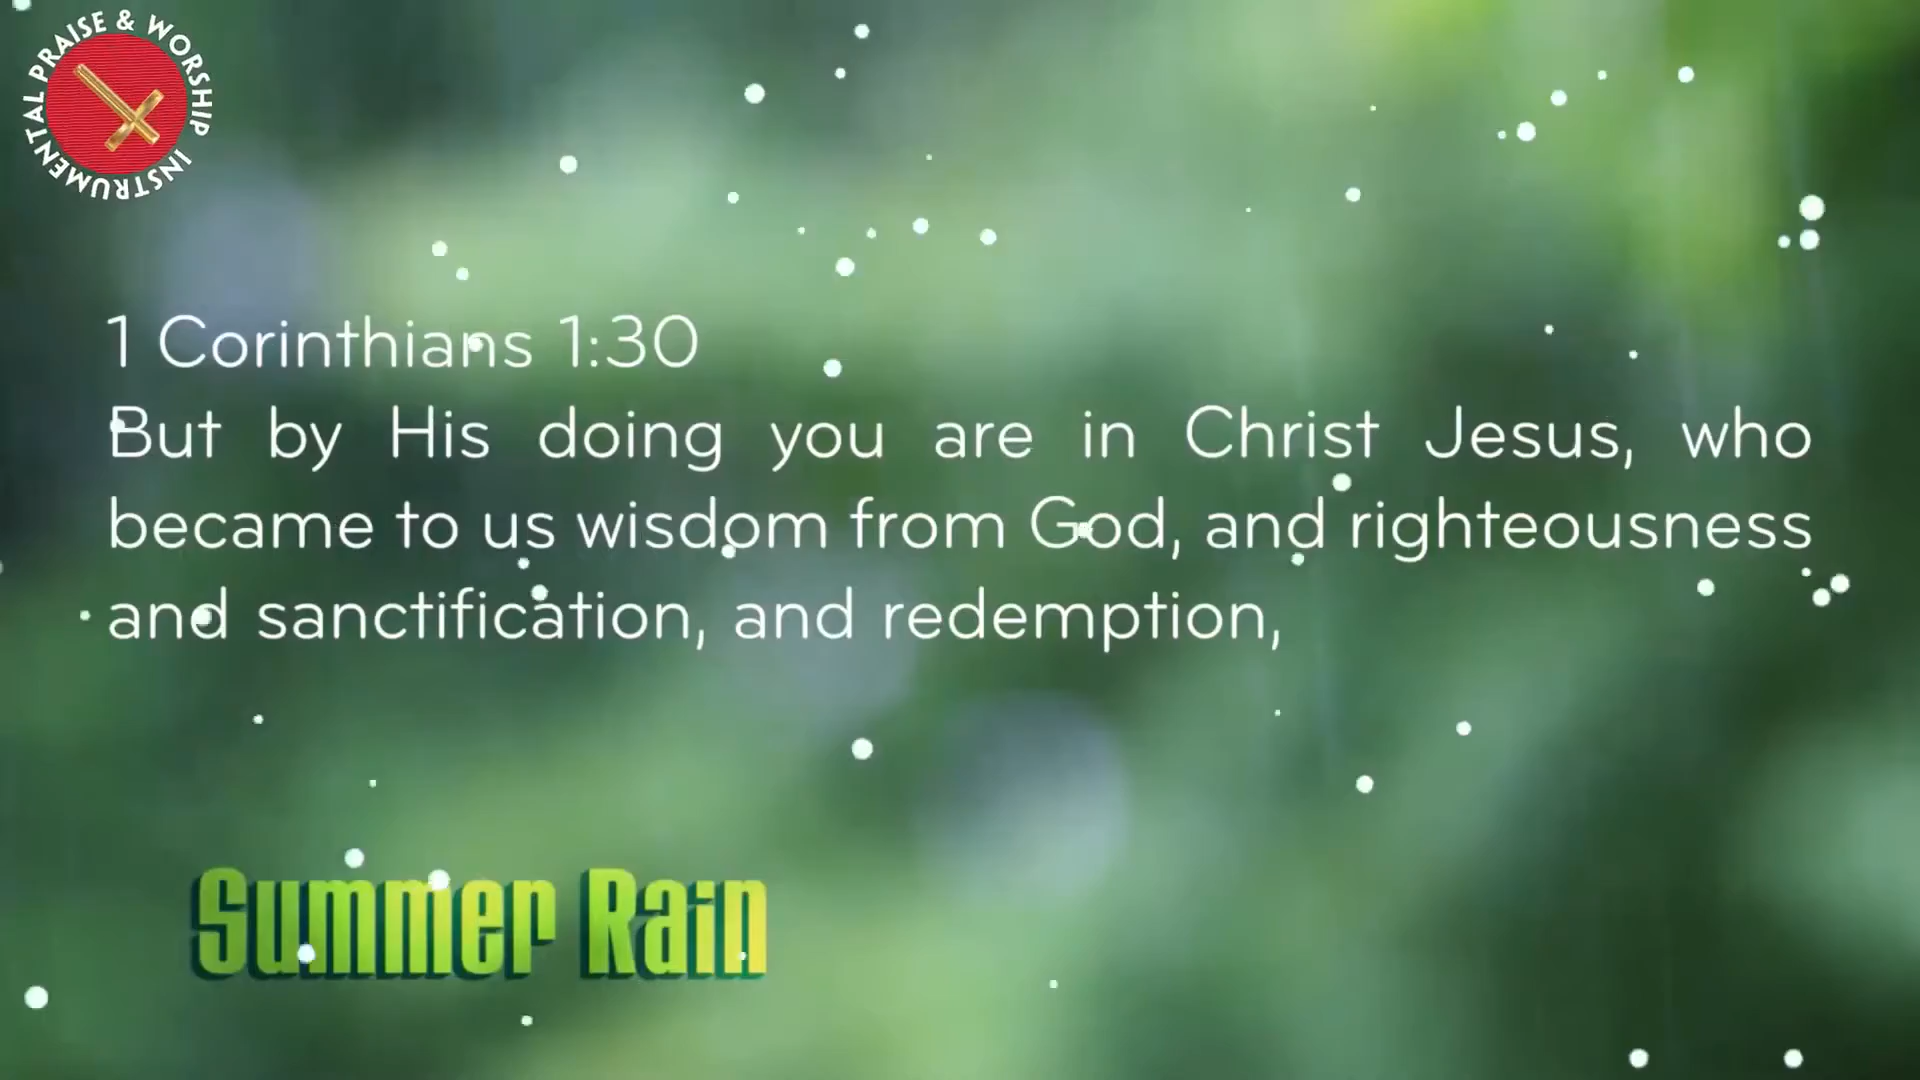 INSTRUMENTAL PRAISE & WORSHIP
1 Corinthians 1:30
But by His doing you are in Christ Jesus, who
became to us wisdom from God, and righteousness
and sanctification, and redemption,
Summer Rain